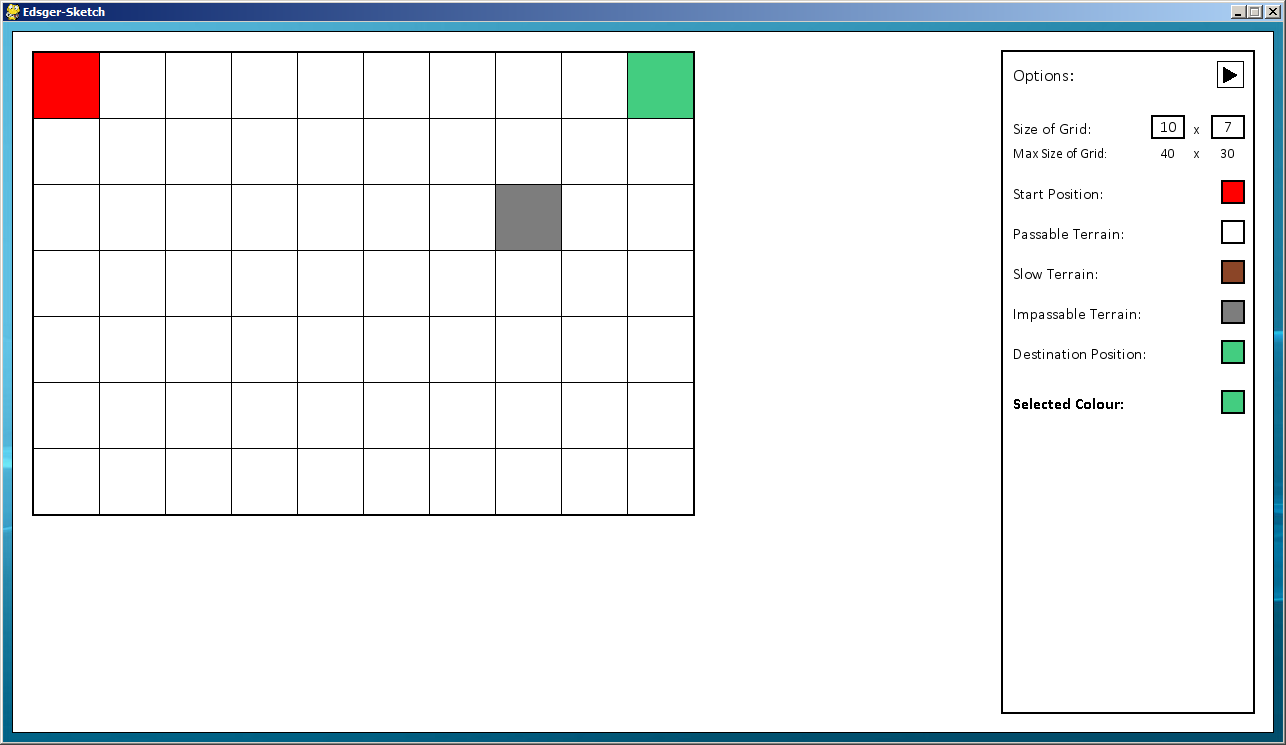 Edsger-Sketch
Options:
Size of Grid: 10 x 7
Max Size of Grid: 40 x 30
Start Position:
Passable Terrain:
Slow Terrain:
Impassable Terrain:
Destination Position:
Selected Colour: